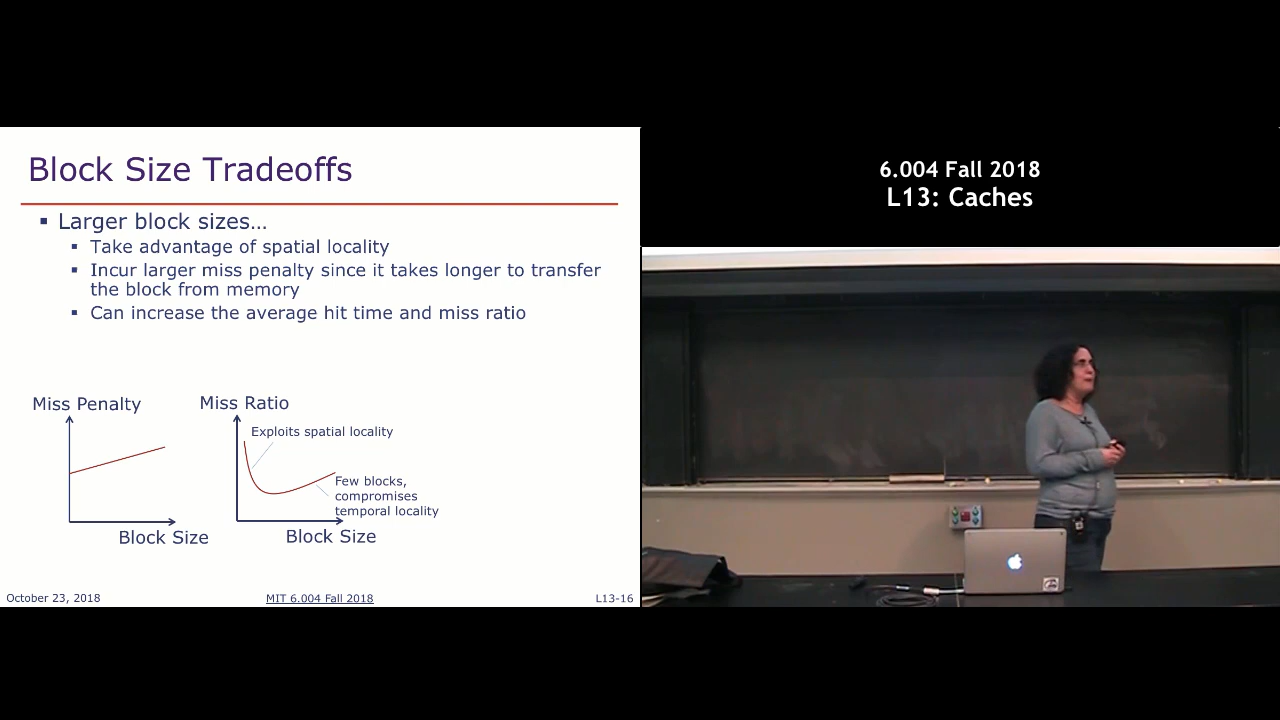 Block Size Tradeoffs
Larger block sizes…
Take advantage of spatial locality
Incur larger miss penalty since it takes longer to transfer
the block from memory
Can increase the average hit time and miss ratio
Miss Penalty
Block Size
Miss Ratio
Exploits spatial locality
Few blocks,
compromises
temporal locality
Block Size
October 23, 2018
MIT 6.004 Fall 2018
L13-16
6.004 Fall 2018
L13: Caches